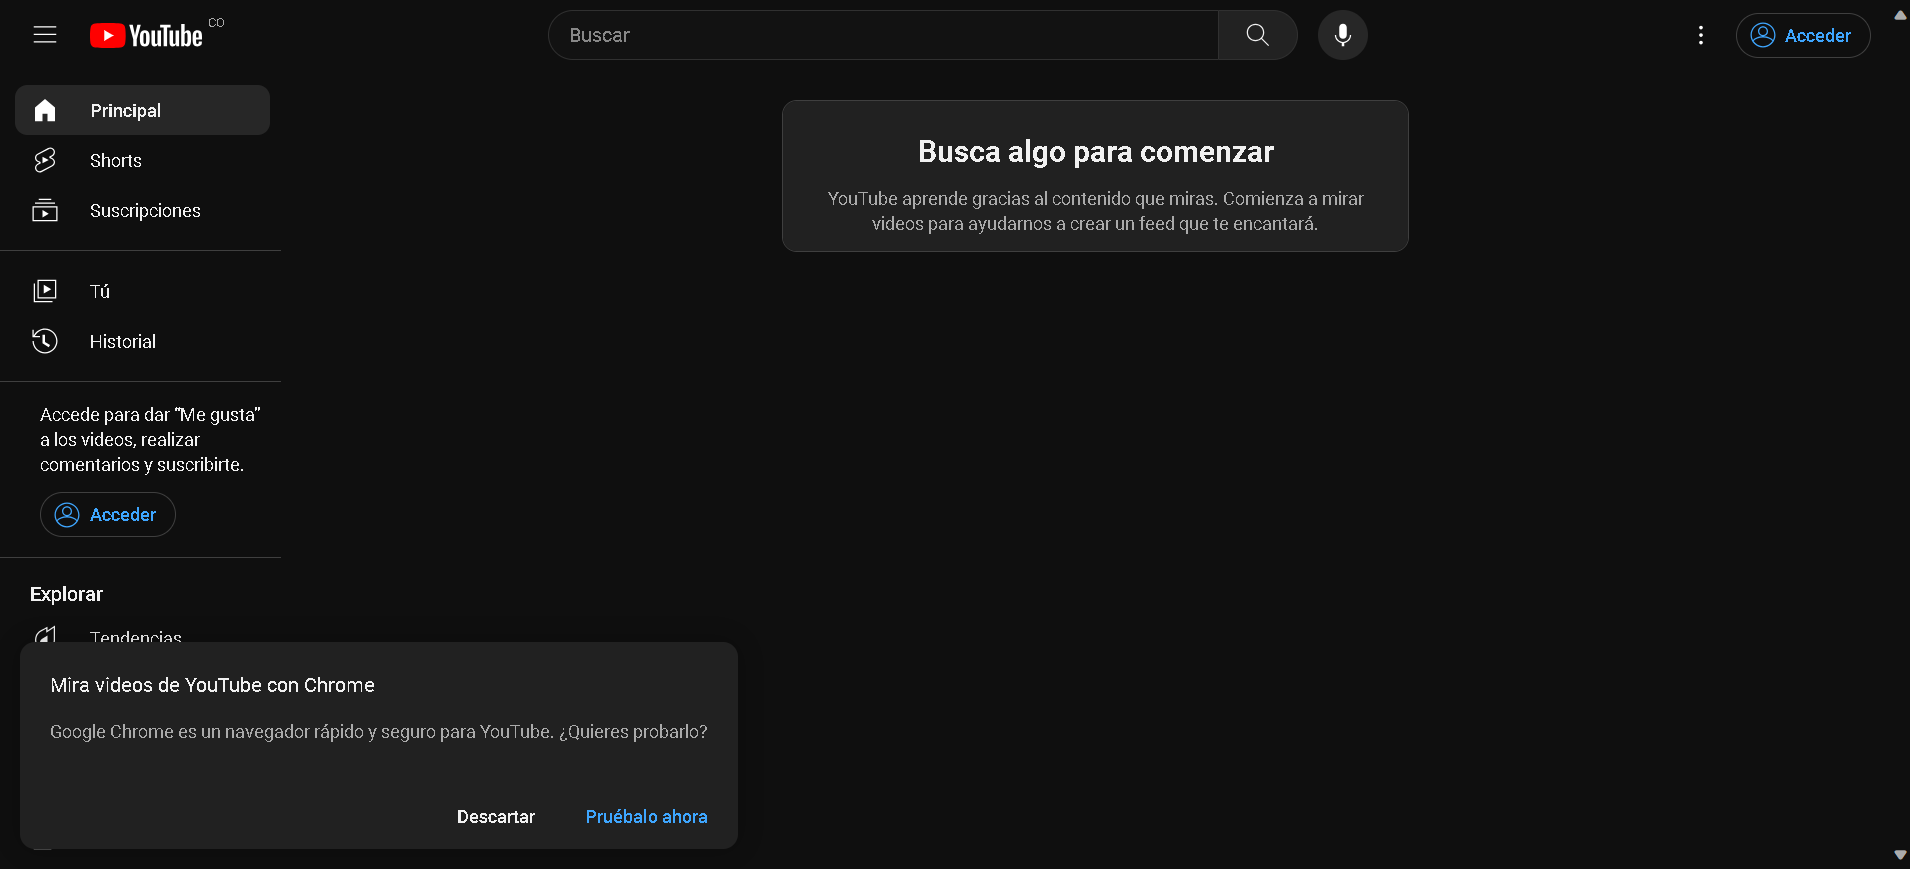 YouTube CO
Buscar
Acceder
Principal
Shorts
Suscripciones
Tú
Historial
Accede para dar “Me gusta”
a los videos, realizar
comentarios y suscribirte.
Acceder
Explorar
Tendencias
Busca algo para comenzar
YouTube aprende gracias al contenido que miras. Comienza a mirar
videos para ayudarnos a crear un feed que te encantará.
Mira videos de YouTube con Chrome
Google Chrome es un navegador rápido y seguro para YouTube. ¿Quieres probarlo?
Descartar
Pruébalo ahora